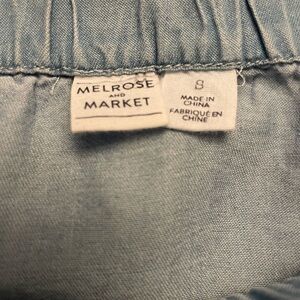 MELROSE
AND
MARKET
S
MADE IN
CHINA
FABRIQUÉ EN
CHINE